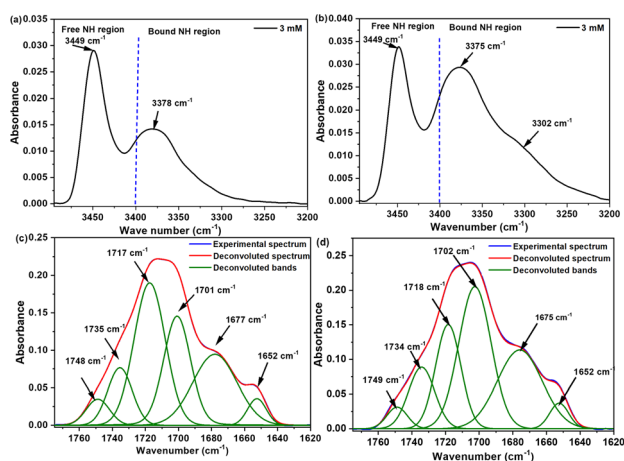 (a)
Free NH region
Bound NH region
3449 cm⁻¹
3 mM
3378 cm⁻¹
0.035
0.030
0.025
0.020
0.015
0.010
0.005
0.000
Absorbance
3450 3400 3350 3300 3250 3200
Wave number (cm⁻¹)
(b)
Free NH region
Bound NH region
3449 cm⁻¹
3375 cm⁻¹
3 mM
3302 cm⁻¹
0.040
0.035
0.030
0.025
0.020
0.015
0.010
0.005
0.000
Absorbance
3450 3400 3350 3300 3250 3200
Wavenumber (cm⁻¹)
(c)
Experimental spectrum
Deconvoluted spectrum
Deconvoluted bands
1717 cm⁻¹
1701 cm⁻¹
1735 cm⁻¹
1677 cm⁻¹
1748 cm⁻¹
1652 cm⁻¹
0.25
0.20
0.15
0.10
0.05
0.00
Absorbance
1760 1740 1720 1700 1680 1660 1640 1620
Wavenumber (cm⁻¹)
(d)
Experimental spectrum
Deconvoluted spectrum
Deconvoluted bands
1702 cm⁻¹
1718 cm⁻¹
1734 cm⁻¹
1675 cm⁻¹
1749 cm⁻¹
1652 cm⁻¹
0.25
0.20
0.15
0.10
0.05
0.00
Absorbance
1760 1740 1720 1700 1680 1660 1640 1620
Wavenumber (cm⁻¹)